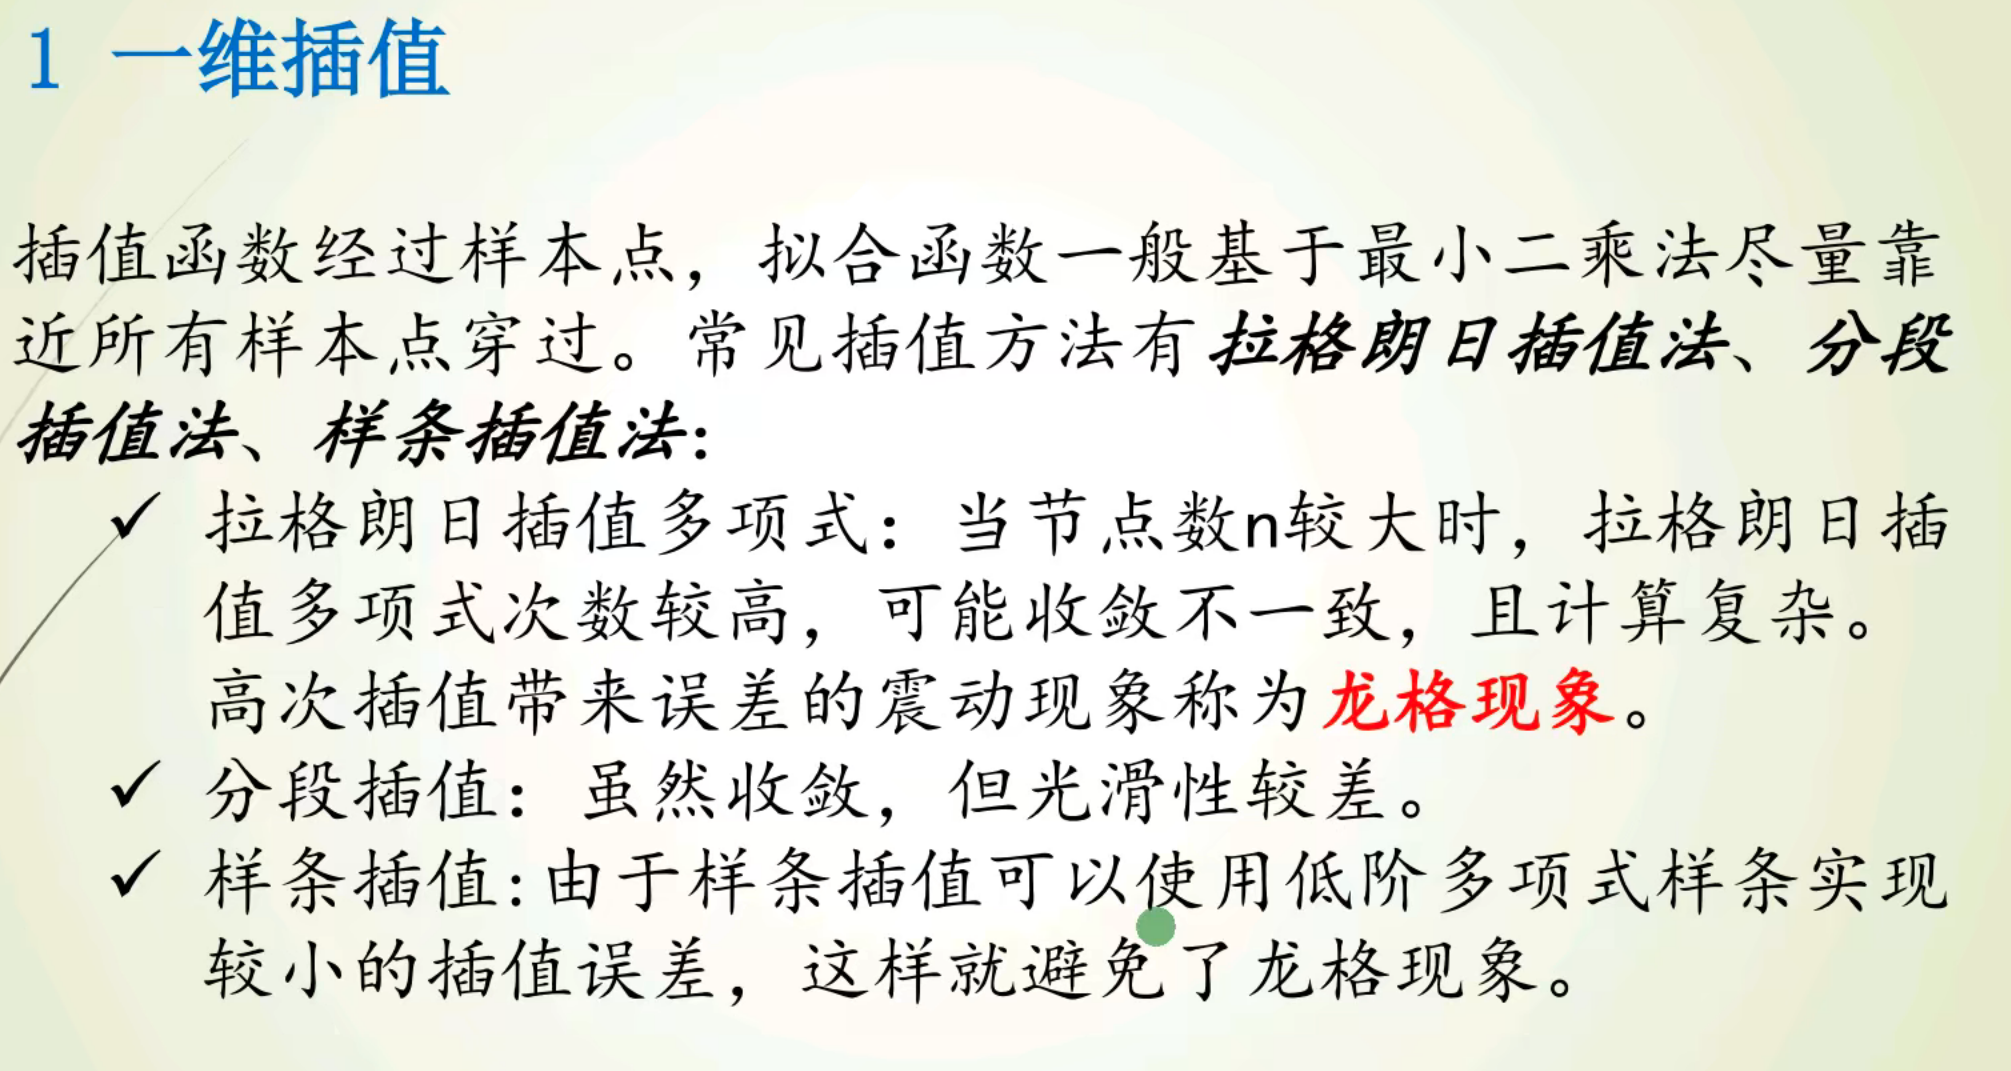 1 一维插值
插值函数经过样本点，拟合函数一般基于最小二乘法尽量靠
近所有样本点穿过。常见插值方法有拉格朗日插值法、分段
插值法、样条插值法：
✓ 拉格朗日插值多项式：当节点数n较大时，拉格朗日插
值多项式次数较高，可能收敛不一致，且计算复杂。
高次插值带来误差的震动现象称为龙格现象。
✓ 分段插值：虽然收敛，但光滑性较差。
✓ 样条插值:由于样条插值可以使用低阶多项式样条实现
较小的插值误差，这样就避免了龙格现象。